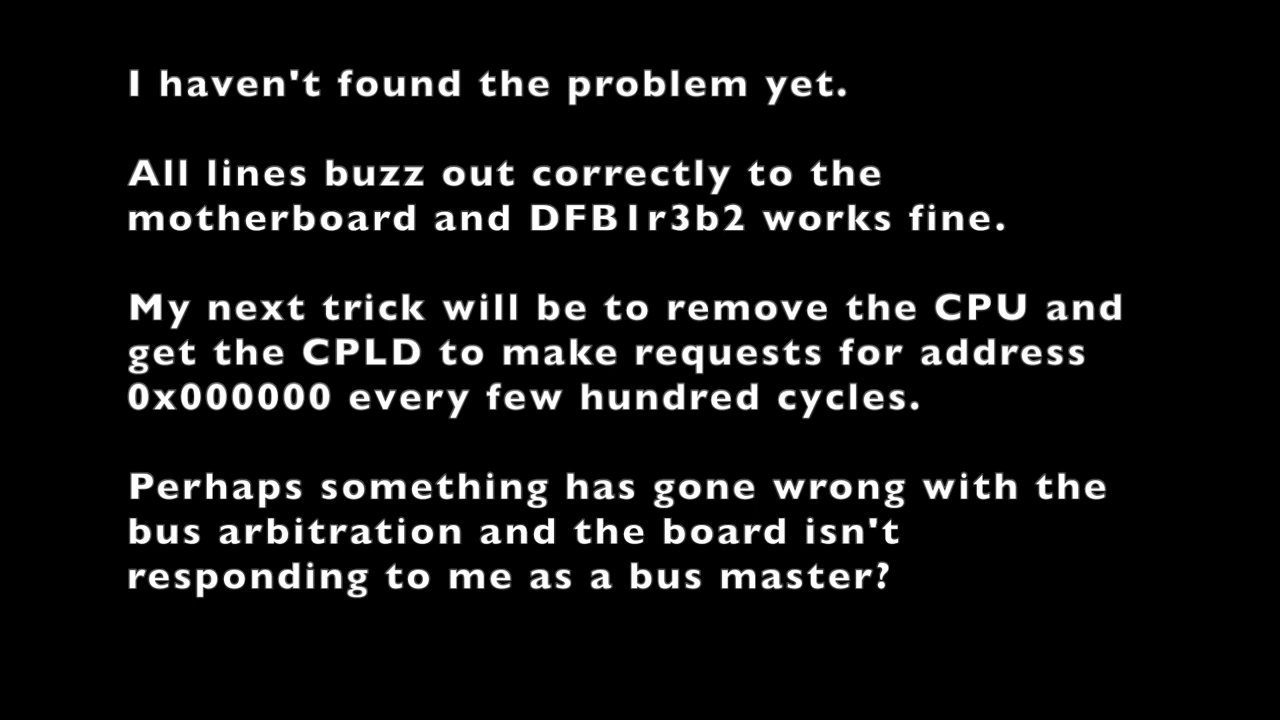 I haven't found the problem yet.
All lines buzz out correctly to the
motherboard and DFB1r3b2 works fine.
My next trick will be to remove the CPU and
get the CPLD to make requests for address
0x000000 every few hundred cycles.
Perhaps something has gone wrong with the
bus arbitration and the board isn't
responding to me as a bus master?